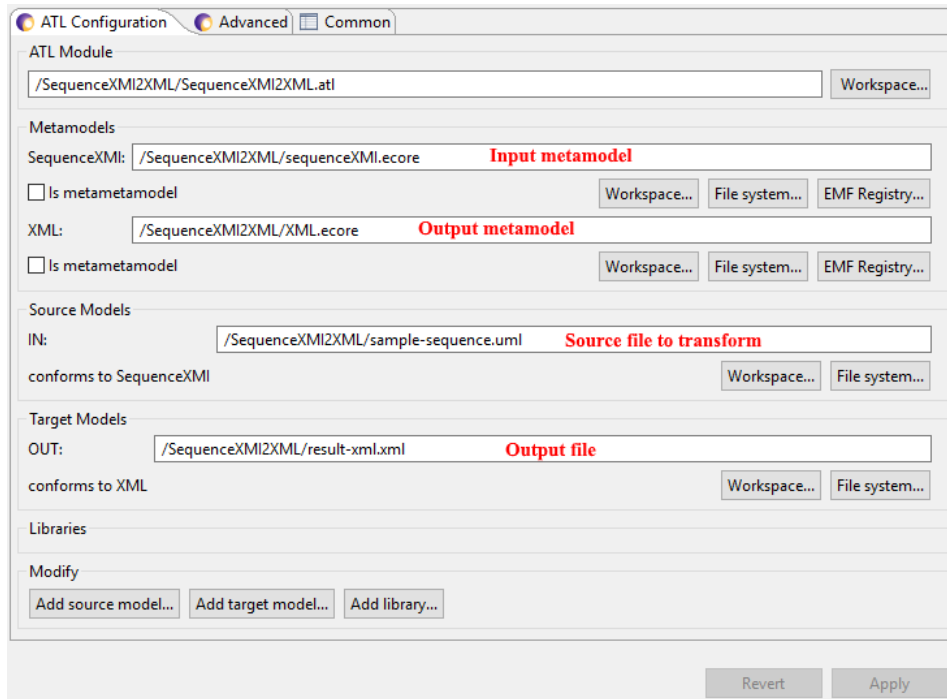 ATL Configuration Advanced Common
ATL Module
/SequenceXMI2XML/SequenceXMI2XML.atl Workspace...
Metamodels
SequenceXMI: /SequenceXMI2XML/sequenceXMI.ecore Input metamodel
Is metametamodel Workspace... File system... EMF Registry...
XML: /SequenceXMI2XML/XML.ecore Output metamodel
Is metametamodel Workspace... File system... EMF Registry...
Source Models
IN: /SequenceXMI2XML/sample-sequence.uml Source file to transform
conforms to SequenceXMI Workspace... File system...
Target Models
OUT: /SequenceXMI2XML/result-xml.xml Output file
conforms to XML Workspace... File system...
Libraries
Modify
Add source model... Add target model... Add library...
Revert Apply